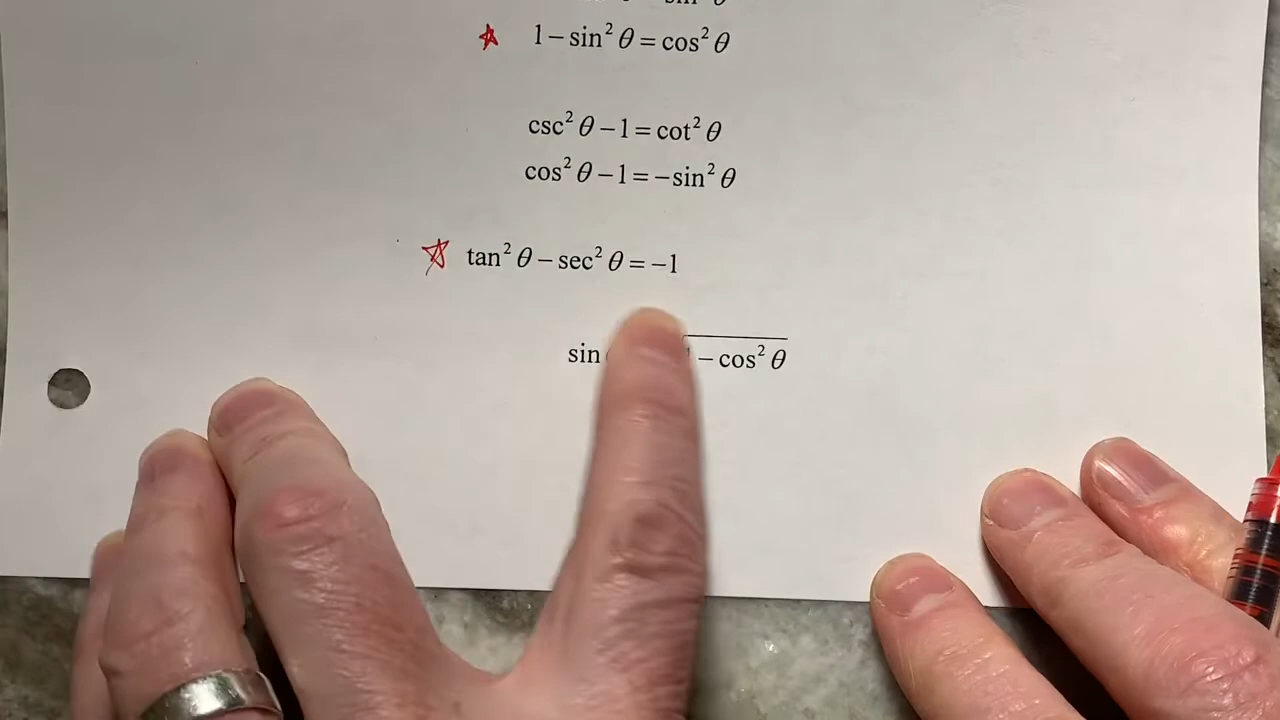 1 − sin² θ = cos² θ
csc² θ − 1 = cot² θ
cos² θ − 1 = −sin² θ
tan² θ − sec² θ = −1
sin − cos² θ